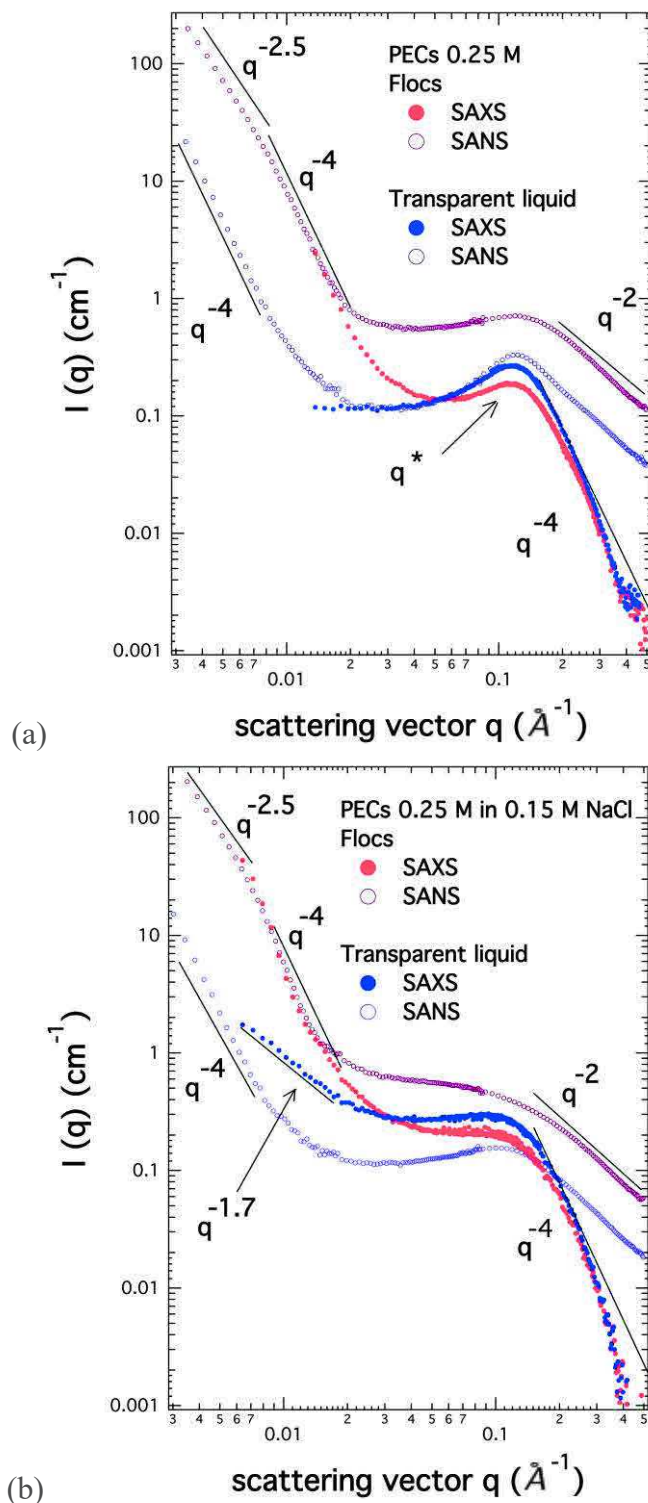 q-2.5
PECs 0.25 M
Flocs
SAXS
SANS
q-4
Transparent liquid
SAXS
SANS
q-4
q-2
q*
q-4
100
10
1
0.1
0.01
0.001
I (q) (cm-1)
3 4 5 6 7 0.01 2 3 4 5 6 7 0.1 2 3 4 5
scattering vector q (Å-1)
(a)
q-2.5
PECs 0.25 M in 0.15 M NaCl
Flocs
SAXS
SANS
q-4
Transparent liquid
SAXS
SANS
q-4
q-2
q-1.7
q-4
100
10
1
0.1
0.01
0.001
I (q) (cm-1)
3 4 5 6 7 0.01 2 3 4 5 6 7 0.1 2 3 4 5
scattering vector q (Å-1)
(b)